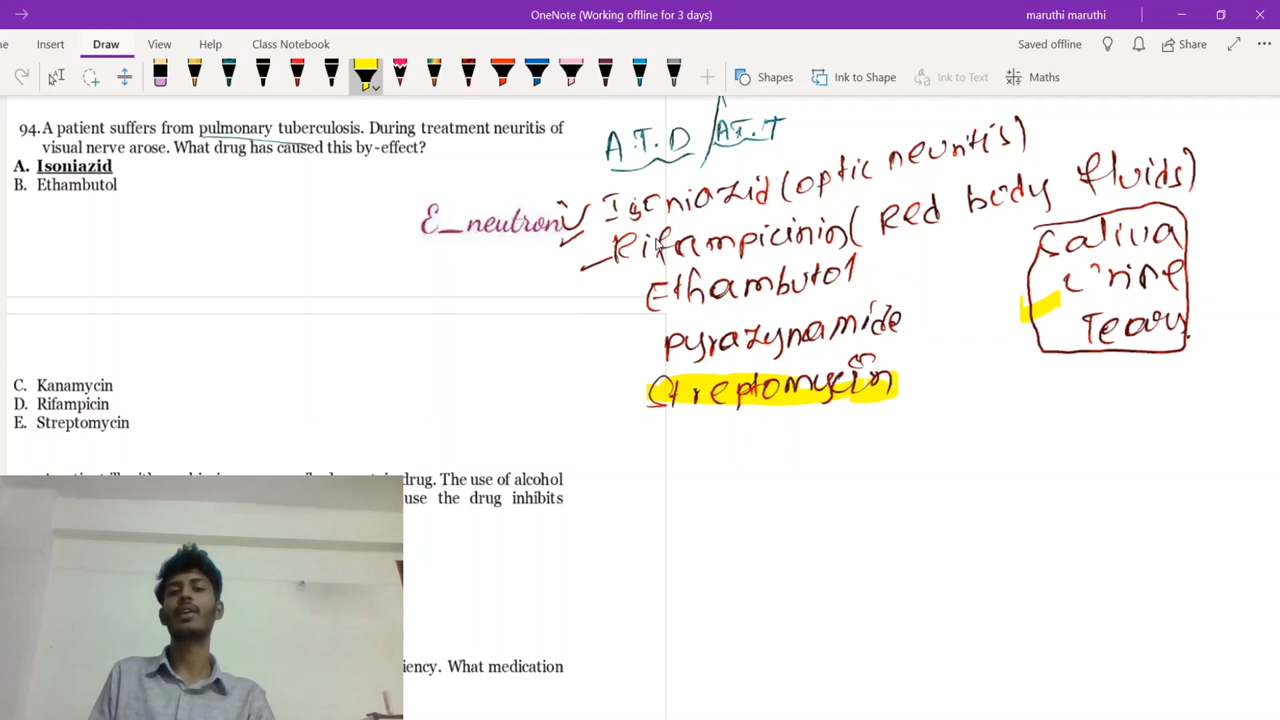 OneNote (Working offline for 3 days)
maruthi maruthi
Insert
Draw
View
Help
Class Notebook
Saved offline
Share
Shapes
Ink to Shape
Ink to Text
Maths
94. A patient suffers from pulmonary tuberculosis. During treatment neuritis of
visual nerve arose. What drug has caused this by-effect?
A. Isoniazid
B. Ethambutol
C. Kanamycin
D. Rifampicin
E. Streptomycin
drug. The use of alcohol
use the drug inhibits
iency. What medication
E_neutron
A.T.D / A.T.T
Isoniazid (optic neuritis)
Rifampicinin (Red body fluids)
Ethambutol
pyrazynamide
Streptomycin
Saliva
Urine
Tears